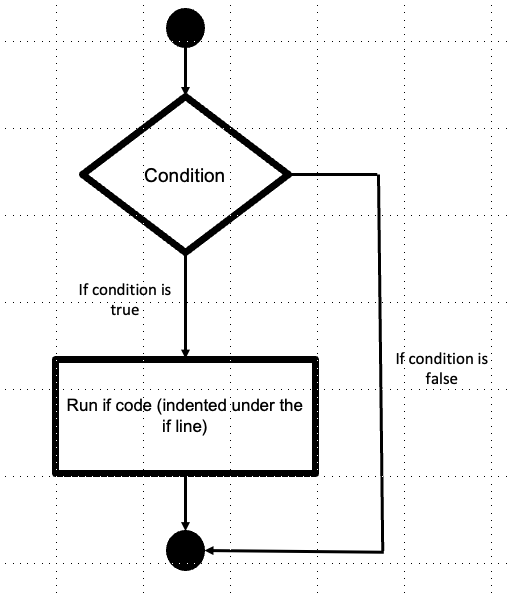 Condition
If condition is
true
If condition is
false
Run if code (indented under the
if line)